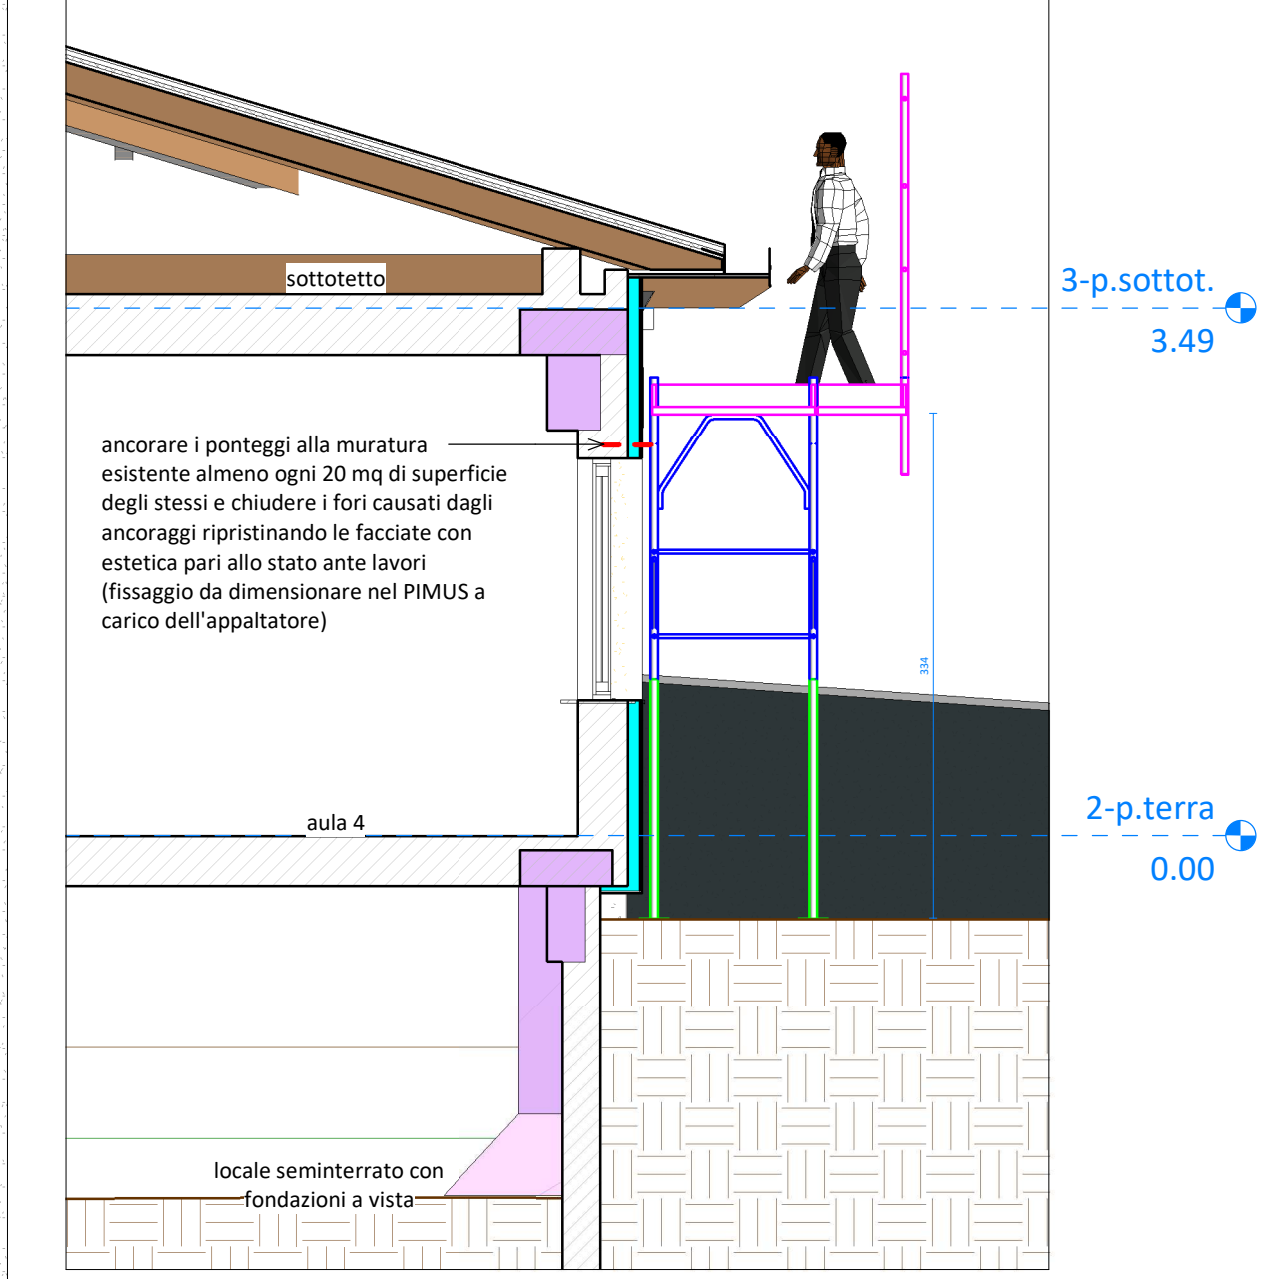 3-p.sottot.
sottotetto
3.49
ancorare i ponteggi alla muratura
esistente almeno ogni 20 mq di superficie
degli stessi e chiudere i fori causati dagli
ancoraggi ripristinando le facciate con
estetica pari allo stato ante lavori
(fissaggio da dimensionare nel PIMUS a
carico dell'appaltatore)
334
2-p.terra
aula 4
0.00
locale seminterrato con
fondazioni a vista